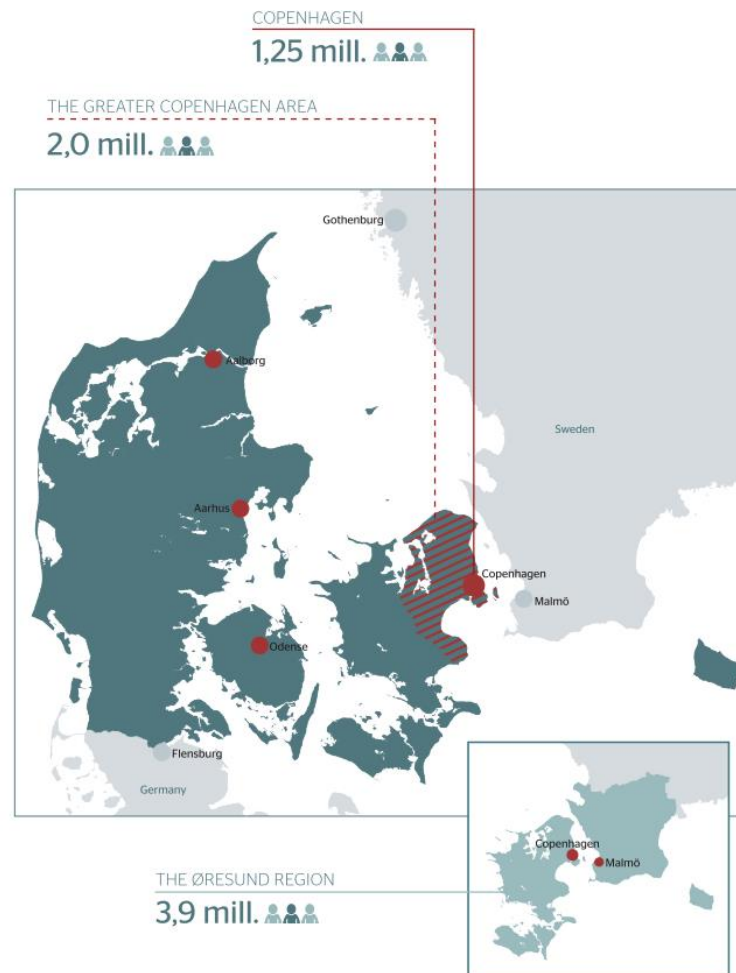 COPENHAGEN
1,25 mill.
THE GREATER COPENHAGEN AREA
2,0 mill.
Gothenburg
Aalborg
Sweden
Aarhus
Copenhagen
Malmö
Odense
Flensburg
Germany
Copenhagen
Malmö
THE ØRESUND REGION
3,9 mill.